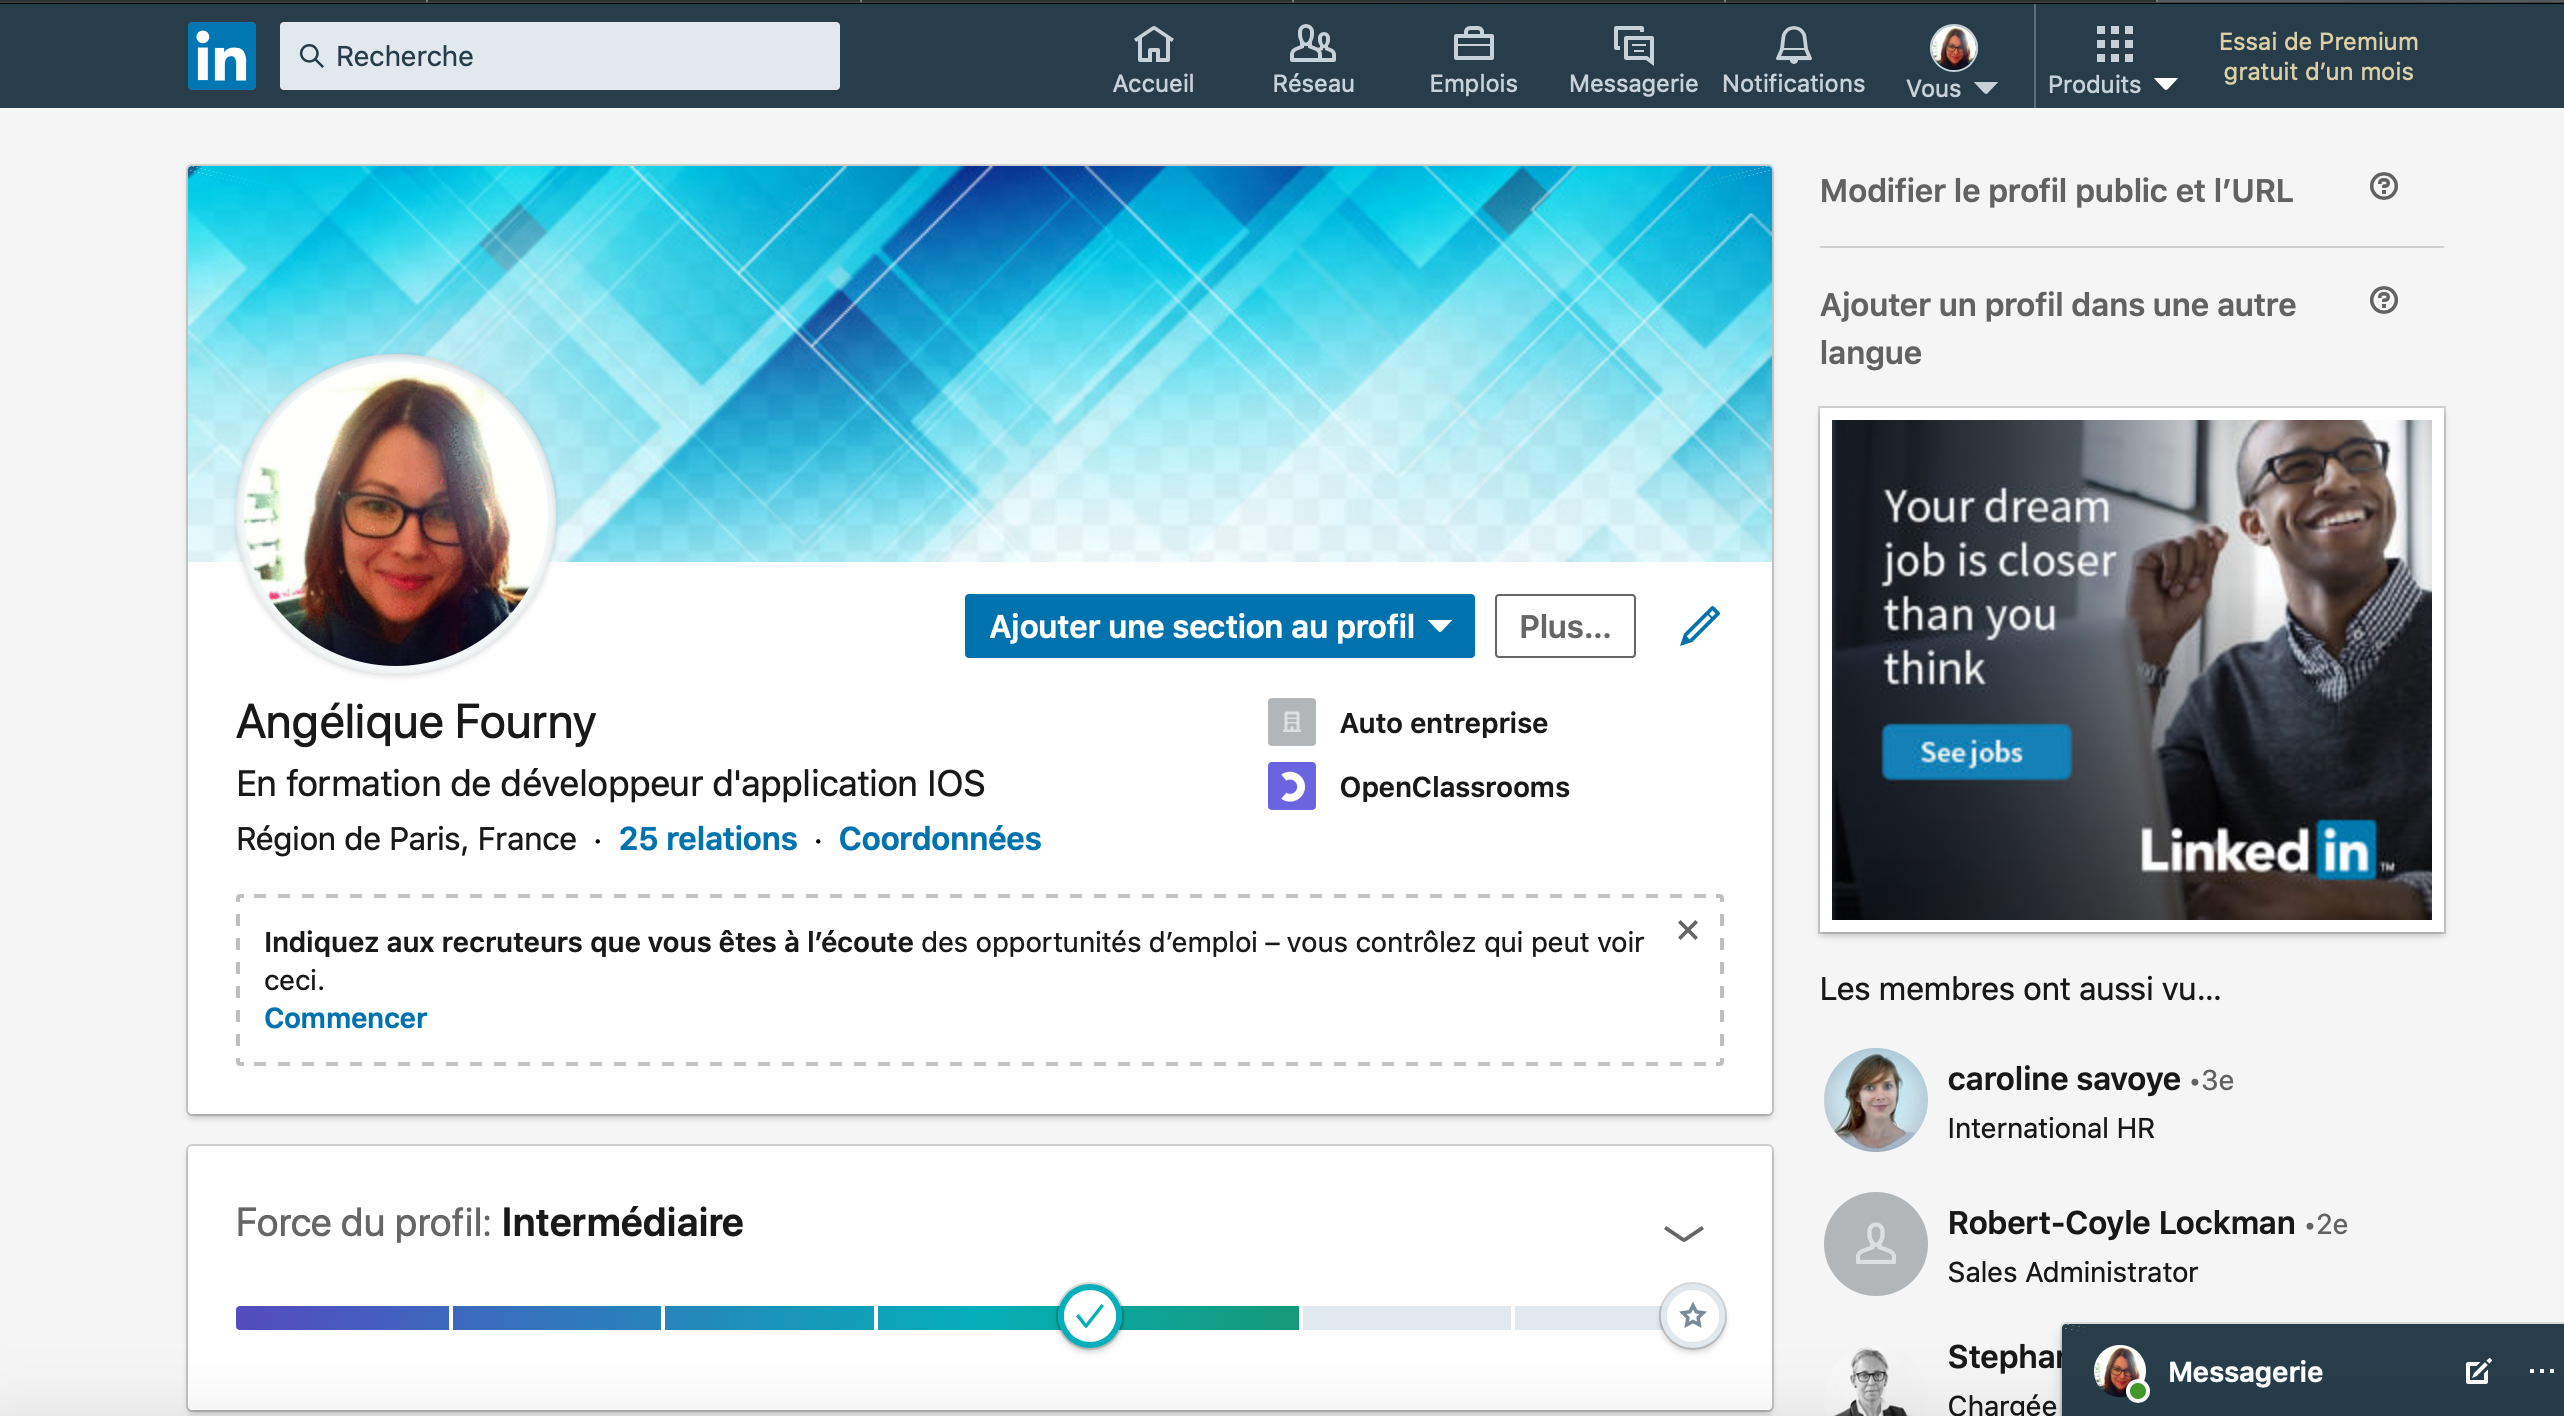 in
Recherche
Accueil
Réseau
Emplois
Messagerie
Notifications
Vous
Produits
Essai de Premium
gratuit d’un mois
Ajouter une section au profil
Plus...
Angélique Fourny
En formation de développeur d'application IOS
Région de Paris, France · 25 relations · Coordonnées
Auto entreprise
OpenClassrooms
Indiquez aux recruteurs que vous êtes à l’écoute des opportunités d’emploi – vous contrôlez qui peut voir
ceci.
Commencer
Force du profil: Intermédiaire
Modifier le profil public et l’URL
Ajouter un profil dans une autre
langue
Your dream
job is closer
than you
think
See jobs
Linked in ™
Les membres ont aussi vu...
caroline savoye •3e
International HR
Robert-Coyle Lockman •2e
Sales Administrator
Chargée
Messagerie